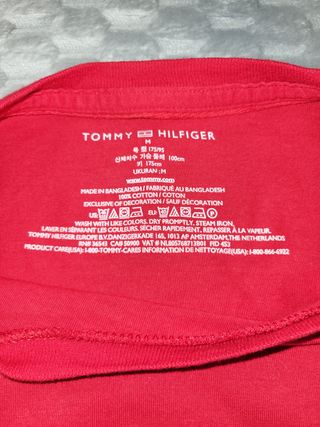 TOMMY HILFIGER
M
175/95
신체치수 가슴 둘레 100cm
키 175cm
UKURAN : M
MADE IN BANGLADESH / FABRIQUÉ AU BANGLADESH
100% COTTON / COTON
EXCLUSIVE OF DECORATION / SAUF DÉCORATION
WASH WITH LIKE COLORS. DRY PROMPTLY, STEAM IRON.
LAVER EN SÉPARANT LES COULEURS. SÉCHER RAPIDEMENT, REPASSER À LA VAPEUR.
TOMMY HILFIGER EUROPE B.V. DANZIGERKADE 165, 1013 AP AMSTERDAM, THE NETHERLANDS
RN# 36543 CA# 50900 VAT # NL805768713B01 FID 453
PRODUCT CARE(USA): 1-800-TOMMY-CARES INFORMATION DE NETTOYAGE(USA): 1-800-866-6922